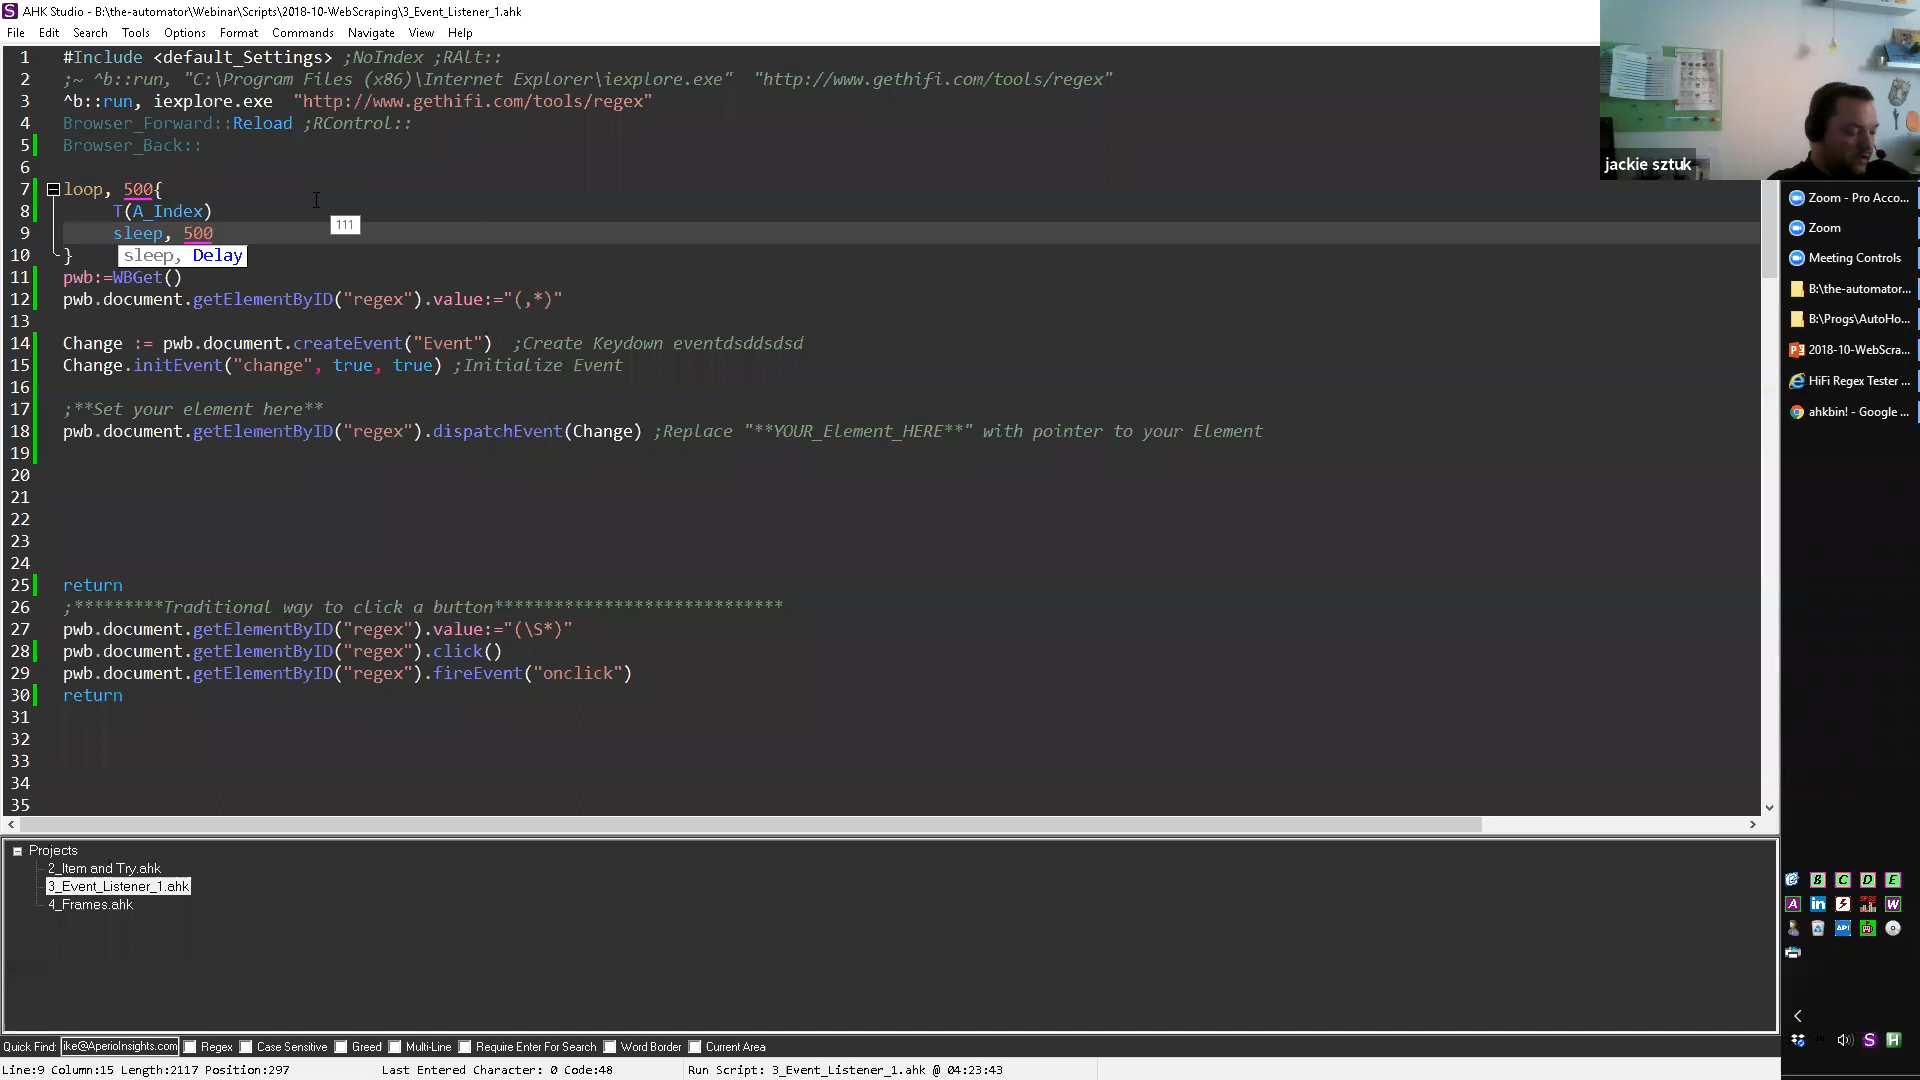 AHK Studio - B:\the-automator\Webinar\Scripts\2018-10-WebScraping\3_Event_Listener_1.ahk
File Edit Search Tools Options Format Commands Navigate View Help
1 #Include <default_Settings> ;NoIndex ;RAlt::
2 ;~ ^b::run, "C:\Program Files (x86)\Internet Explorer\iexplore.exe" "http://www.gethifi.com/tools/regex"
3 ^b::run, iexplore.exe "http://www.gethifi.com/tools/regex"
4 Browser_Forward::Reload ;RControl::
5 Browser_Back::
6
7 loop, 500{
8 T(A_Index)
111
9 sleep, 500
10 }
sleep, Delay
11 pwb:=WBGet()
12 pwb.document.getElementByID("regex").value:="(,*)"
13
14 Change := pwb.document.createEvent("Event") ;Create Keydown eventdsddsdsd
15 Change.initEvent("change", true, true) ;Initialize Event
16
17 ;**Set your element here**
18 pwb.document.getElementByID("regex").dispatchEvent(Change) ;Replace "**YOUR_Element_HERE**" with pointer to your Element
19
20
21
22
23
24
25 return
26 ;*********Traditional way to click a button*****************************
27 pwb.document.getElementByID("regex").value:="(\S*)"
28 pwb.document.getElementByID("regex").click()
29 pwb.document.getElementByID("regex").fireEvent("onclick")
30 return
31
32
33
34
35
jackie sztuk
Zoom - Pro Acco...
Zoom
Meeting Controls
B:\the-automator...
B:\Progs\AutoHo...
2018-10-WebScra...
HiFi Regex Tester ...
ahkbin! - Google ...
B C D E
A in W
API
S H
Projects
2_Item and Try.ahk
3_Event_Listener_1.ahk
4_Frames.ahk
Quick Find: ike@AperioInsights.com Regex Case Sensitive Greed Multi-Line Require Enter For Search Word Border Current Area
Line:9 Column:15 Length:2117 Position:297 Last Entered Character: 0 Code:48 Run Script: 3_Event_Listener_1.ahk @ 04:23:43